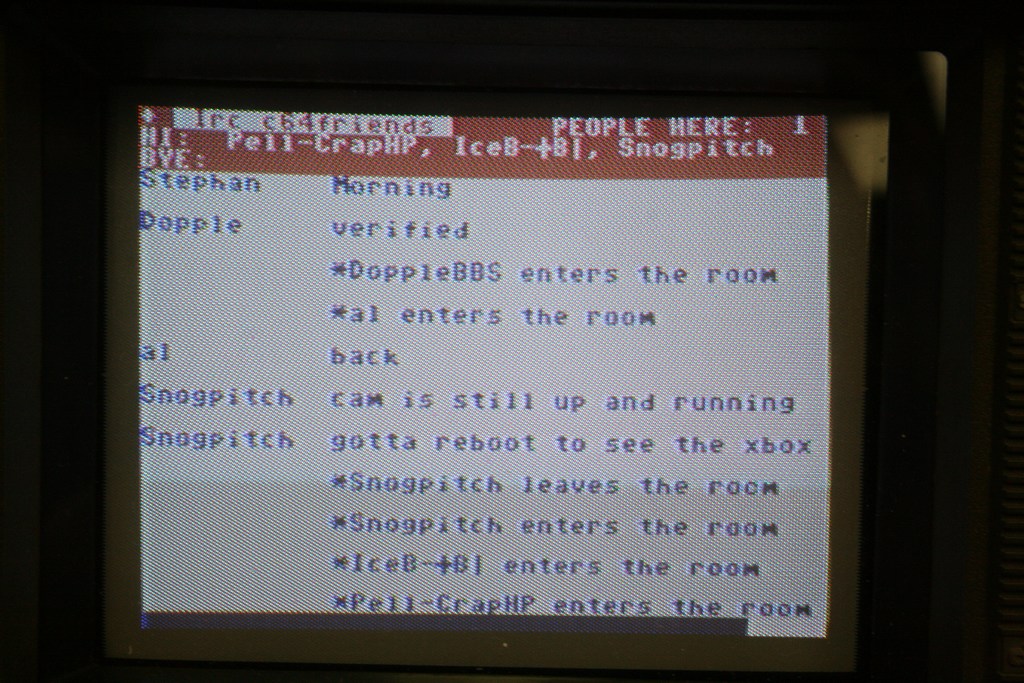 Irc c64friends PEOPLE HERE: 1
HI: Pell-CrapHP, IceB-+B|, Snogpitch
BYE:
Stephan Morning
Dopple verified
*DoppleBBS enters the room
*al enters the room
al back
Snogpitch cam is still up and running
Snogpitch gotta reboot to see the xbox
*Snogpitch leaves the room
*Snogpitch enters the room
*IceB-+B| enters the room
*Pell-CrapHP enters the room